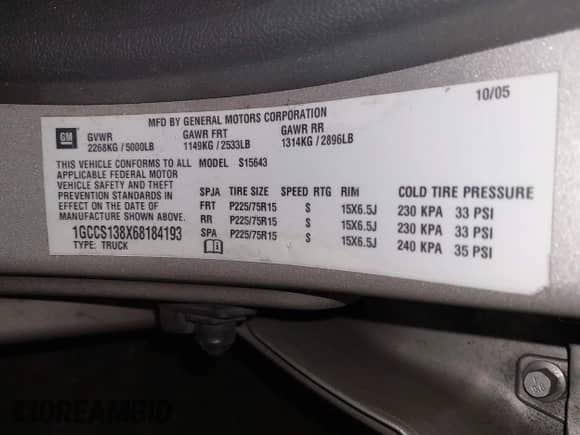 10/05
MFD BY GENERAL MOTORS CORPORATION
GM
GVWR GAWR FRT GAWR RR
2268KG / 5000LB 1149KG / 2533LB 1314KG / 2896LB
THIS VEHICLE CONFORMS TO ALL MODEL S15643
APPLICABLE FEDERAL MOTOR
VEHICLE SAFETY AND THEFT
PREVENTION STANDARDS IN
EFFECT ON THE DATE OF
MANUFACTURE SHOWN ABOVE.
1GCCS138X68184193
TYPE: TRUCK
SPJA TIRE SIZE SPEED RTG RIM COLD TIRE PRESSURE
FRT P225/75R15 S 15X6.5J 230 KPA 33 PSI
RR P225/75R15 S 15X6.5J 230 KPA 33 PSI
SPA P225/75R15 S 15X6.5J 240 KPA 35 PSI
DREAMBID